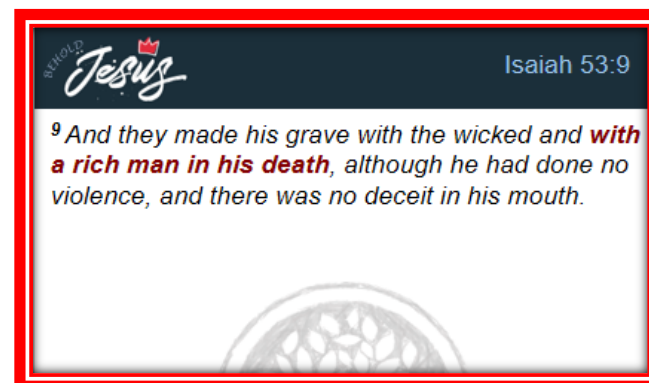 BEHOLD
Jesus
Isaiah 53:9
9 And they made his grave with the wicked and with
a rich man in his death, although he had done no
violence, and there was no deceit in his mouth.